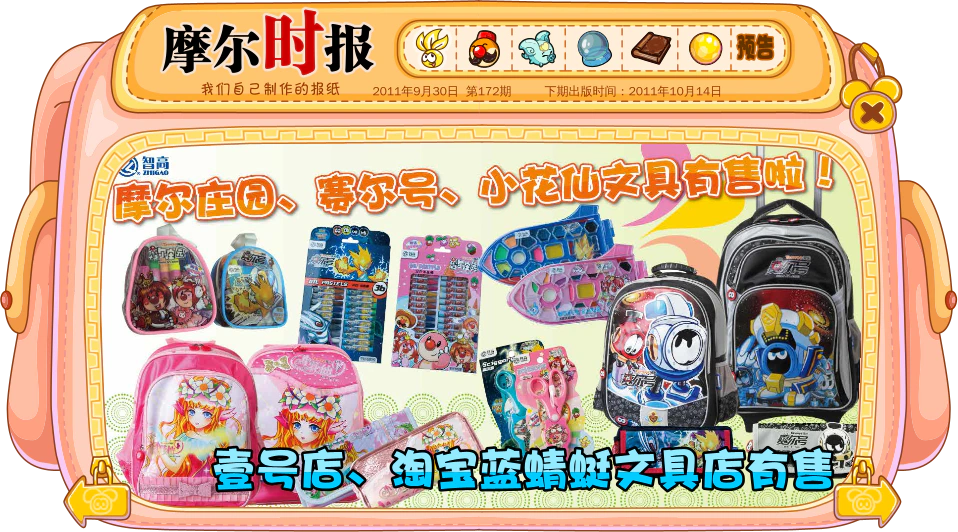 摩尔时报
预告
我们自己制作的报纸
2011年9月30日 第172期
下期出版时间：2011年10月14日
智高
ZHIGAO
摩尔庄园、赛尔号、小花仙文具有售啦！
壹号店、淘宝蓝蜻蜓文具店有售